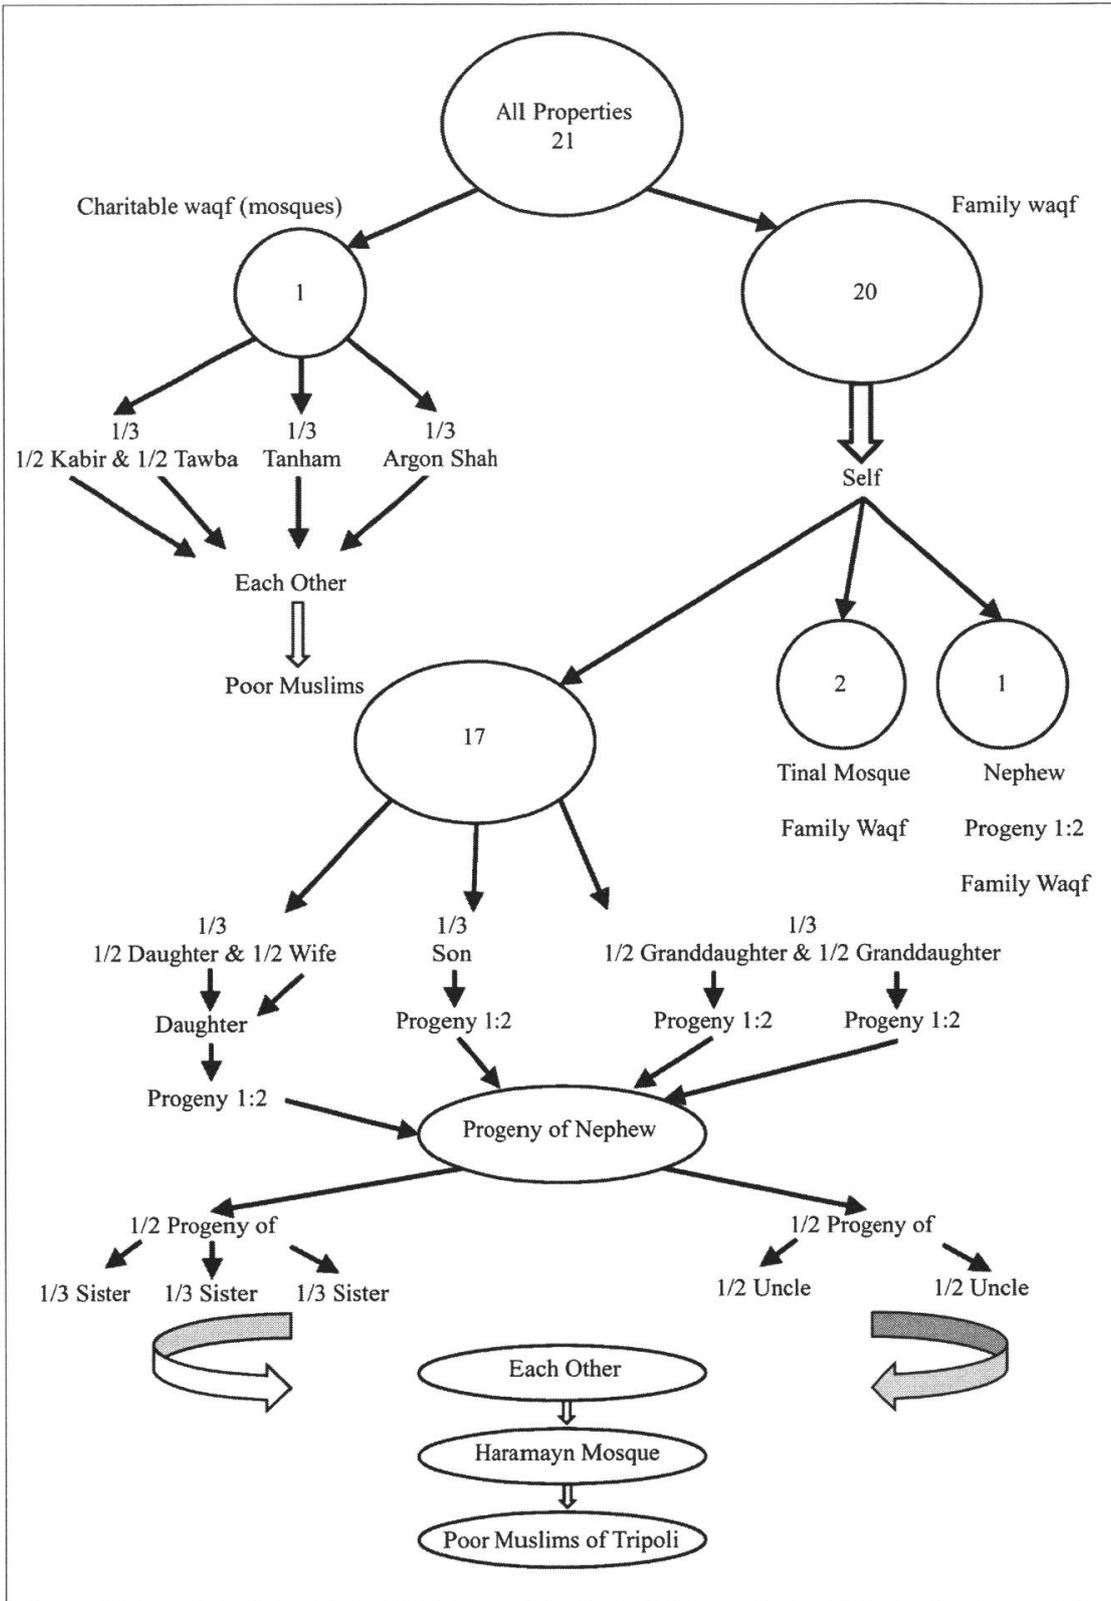 All Properties
21
Charitable waqf (mosques)
Family waqf
1
20
1/3
1/2 Kabir & 1/2 Tawba
1/3
Tanham
1/3
Argon Shah
Self
Each Other
Poor Muslims
17
2
1
Tinal Mosque
Family Waqf
Nephew
Progeny 1:2
Family Waqf
1/3
1/2 Daughter & 1/2 Wife
1/3
Son
1/3
1/2 Granddaughter & 1/2 Granddaughter
Daughter
Progeny 1:2
Progeny 1:2
Progeny 1:2
Progeny 1:2
Progeny of Nephew
1/2 Progeny of
1/2 Progeny of
1/3 Sister
1/3 Sister
1/3 Sister
1/2 Uncle
1/2 Uncle
Each Other
Haramayn Mosque
Poor Muslims of Tripoli